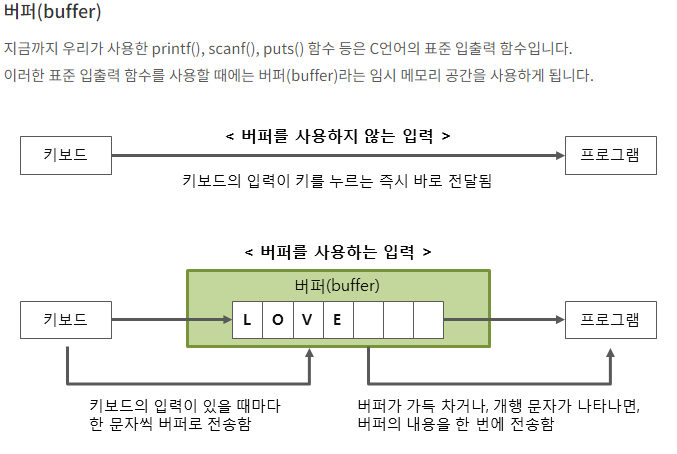 버퍼(buffer)
지금까지 우리가 사용한 printf(), scanf(), puts() 함수 등은 C언어의 표준 입출력 함수입니다.
이러한 표준 입출력 함수를 사용할 때에는 버퍼(buffer)라는 임시 메모리 공간을 사용하게 됩니다.
< 버퍼를 사용하지 않는 입력 >
키보드
프로그램
키보드의 입력이 키를 누르는 즉시 바로 전달됨
< 버퍼를 사용하는 입력 >
버퍼(buffer)
키보드
L O V E
프로그램
키보드의 입력이 있을 때마다
한 문자씩 버퍼로 전송함
버퍼가 가득 차거나, 개행 문자가 나타나면,
버퍼의 내용을 한 번에 전송함